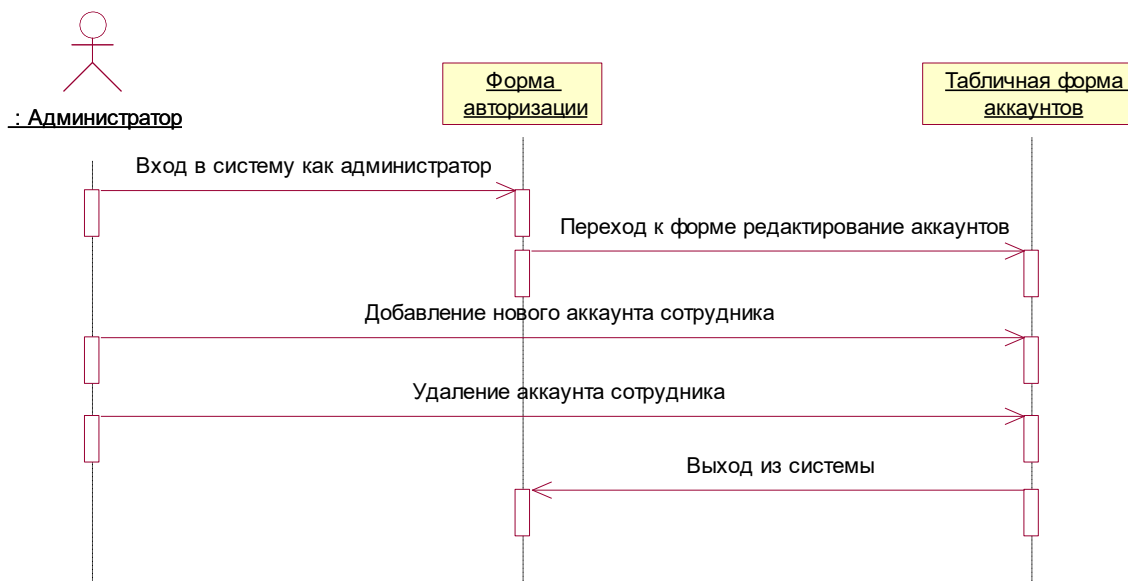 : Администратор
Форма
авторизации
Табличная форма
аккаунтов
Вход в систему как администратор
Переход к форме редактирование аккаунтов
Добавление нового аккаунта сотрудника
Удаление аккаунта сотрудника
Выход из системы